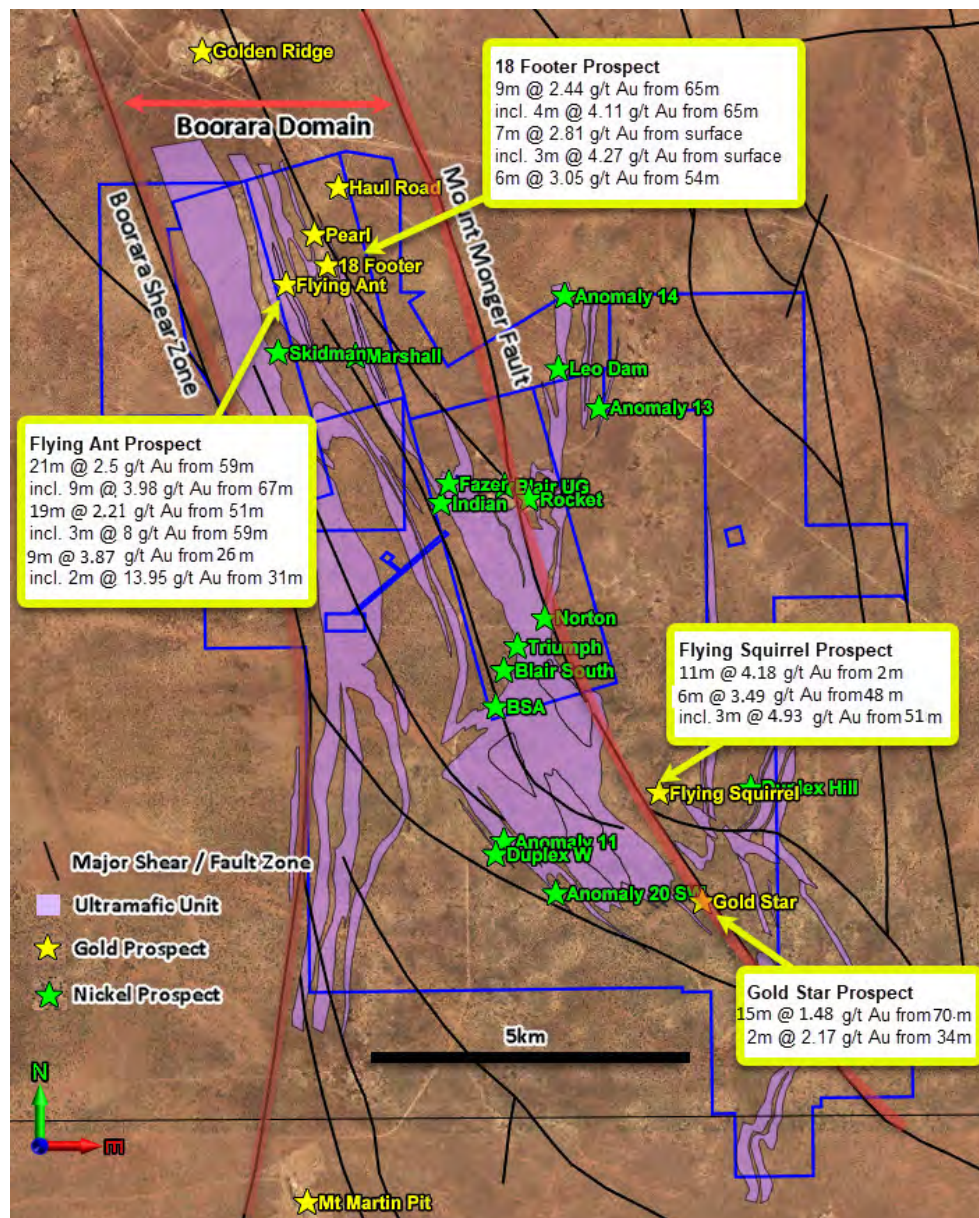 Golden Ridge
18 Footer Prospect
9m @ 2.44 g/t Au from 65m
incl. 4m @ 4.11 g/t Au from 65m
7m @ 2.81 g/t Au from surface
incl. 3m @ 4.27 g/t Au from surface
6m @ 3.05 g/t Au from 54m
Boorara Domain
Haul Road
Mount Monger Fault
Boorara Shear Zone
Pearl
18 Footer
Flying Ant
Anomaly 14
Skidman
Marshall
Leo Dam
Anomaly 13
Flying Ant Prospect
21m @ 2.5 g/t Au from 59m
incl. 9m @ 3.98 g/t Au from 67m
19m @ 2.21 g/t Au from 51m
incl. 3m @ 8 g/t Au from 59m
9m @ 3.87 g/t Au from 26 m
incl. 2m @ 13.95 g/t Au from 31m
Fazer
Blair UG
Indian
Rocket
Norton
Triumph
Blair South
BSA
Flying Squirrel Prospect
11m @ 4.18 g/t Au from 2m
6m @ 3.49 g/t Au from 48 m
incl. 3m @ 4.93 g/t Au from 51 m
Flying Squirrel
Duplex Hill
Anomaly 11
Duplex W
Anomaly 20 SW
Gold Star
Major Shear / Fault Zone
Ultramafic Unit
Gold Prospect
Nickel Prospect
Gold Star Prospect
15m @ 1.48 g/t Au from 70 m
2m @ 2.17 g/t Au from 34m
5km
N
E
Mt Martin Pit